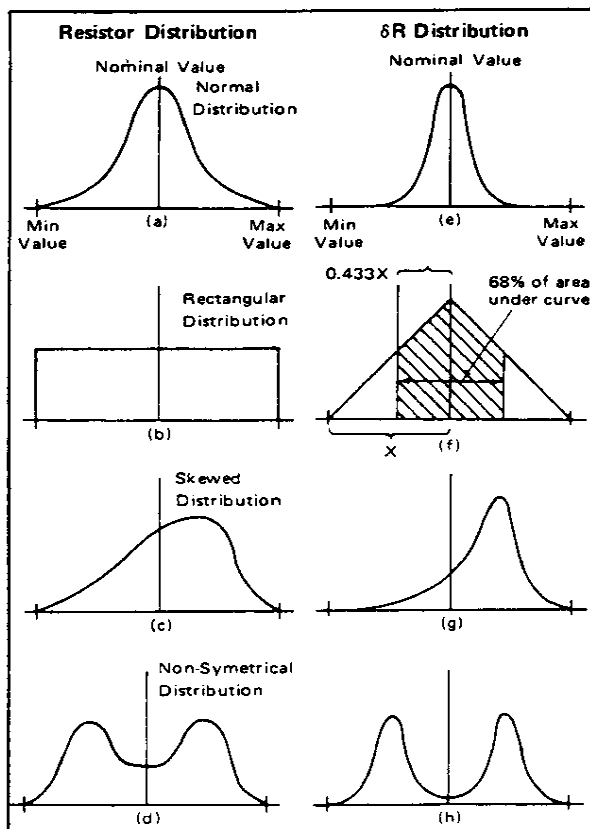 Resistor Distribution
δR Distribution
Nominal Value
Normal
Distribution
Nominal Value
Min
Value
(a)
Max
Value
Min
Value
(e)
Max
Value
Rectangular
Distribution
(b)
0.433X
68% of area
under curve
X
X
(f)
Skewed
Distribution
(c)
(g)
Non-Symetrical
Distribution
(d)
(h)